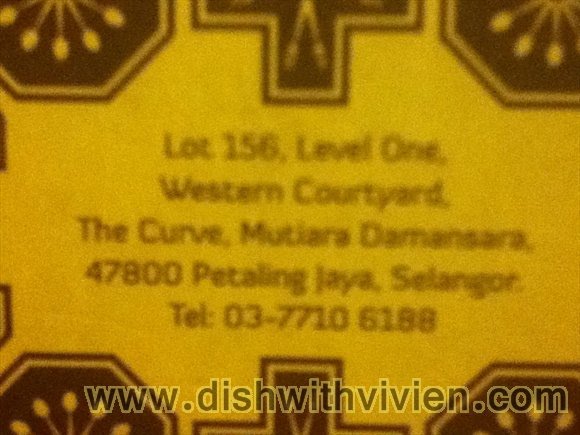 Lot 156, Level One,
Western Courtyard,
The Curve, Mutiara Damansara,
47800 Petaling Jaya, Selangor.
Tel: 03-7710 6188
www.dishwithvivien.com